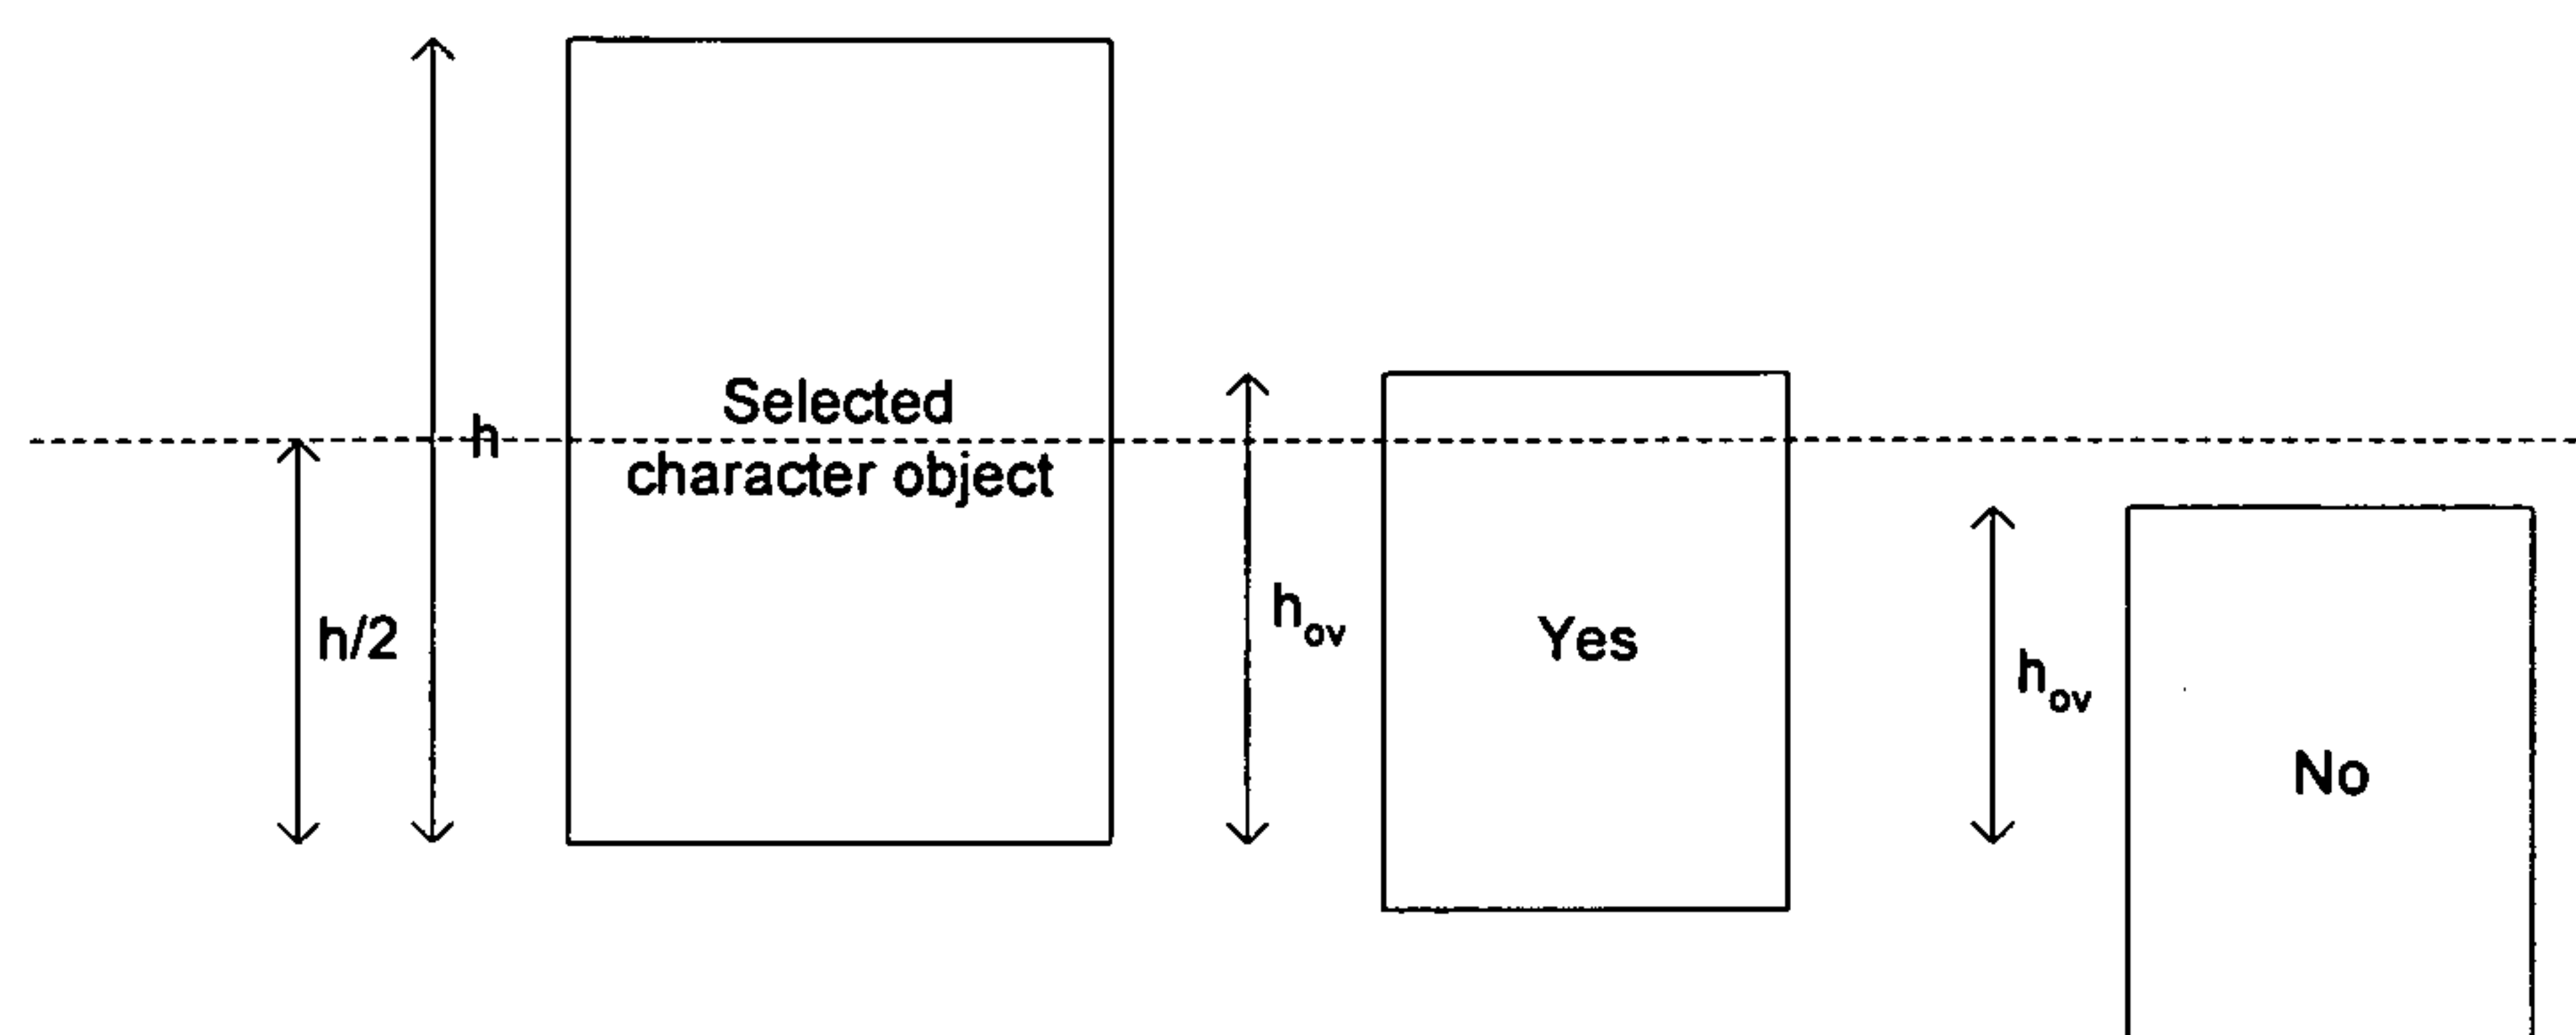 Selected
character object
h
h/2
h_ov
Yes
h_ov
No